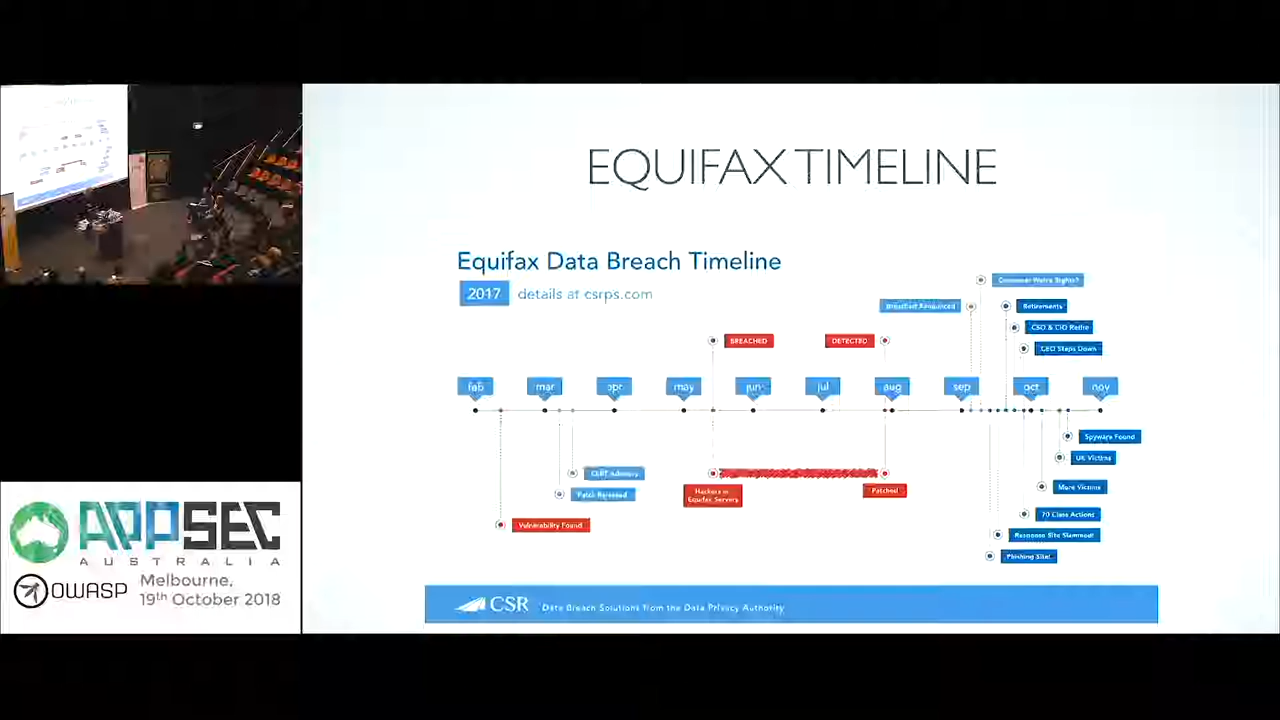 EQUIFAX TIMELINE
Equifax Data Breach Timeline
2017 details at csrps.com
Consumer Waive Rights?
Breach Announced
Retirements
CSO & CIO Retire
CEO Steps Down
BREACHED
DETECTED
feb mar apr may jun jul aug sep oct nov
Spyware Found
UK Victims
CERT Advisory
Patch Released
Hackers in
Equifax Servers
Patched
More Victims
70 Class Actions
Vulnerability Found
Response Site Slammed!
Phishing Site!
CSR Data Breach Solutions from the Data Privacy Authority
APPSEC
AUSTRALIA
OWASP
Melbourne,
19th October 2018